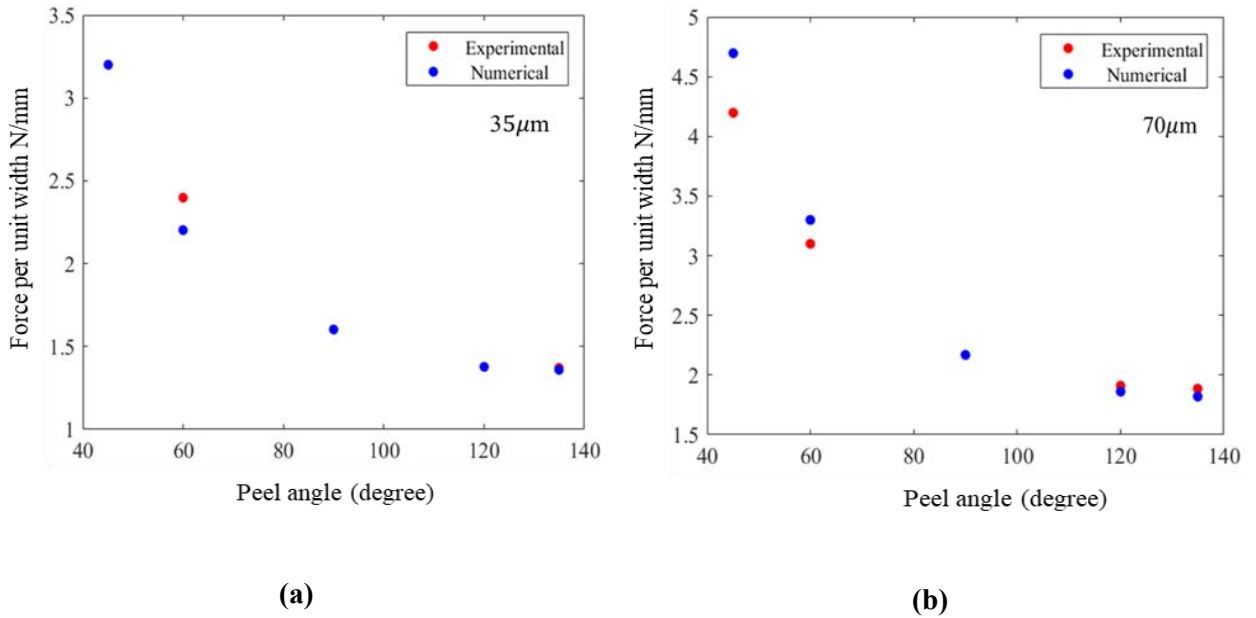 3.5
3
2.5
2
1.5
1
40
60
80
100
120
140
Experimental
Numerical
35μm
Force per unit width N/mm
Peel angle (degree)
(a)
5
4.5
4
3.5
3
2.5
2
1.5
40
60
80
100
120
140
Experimental
Numerical
70μm
Force per unit width N/mm
Peel angle (degree)
(b)